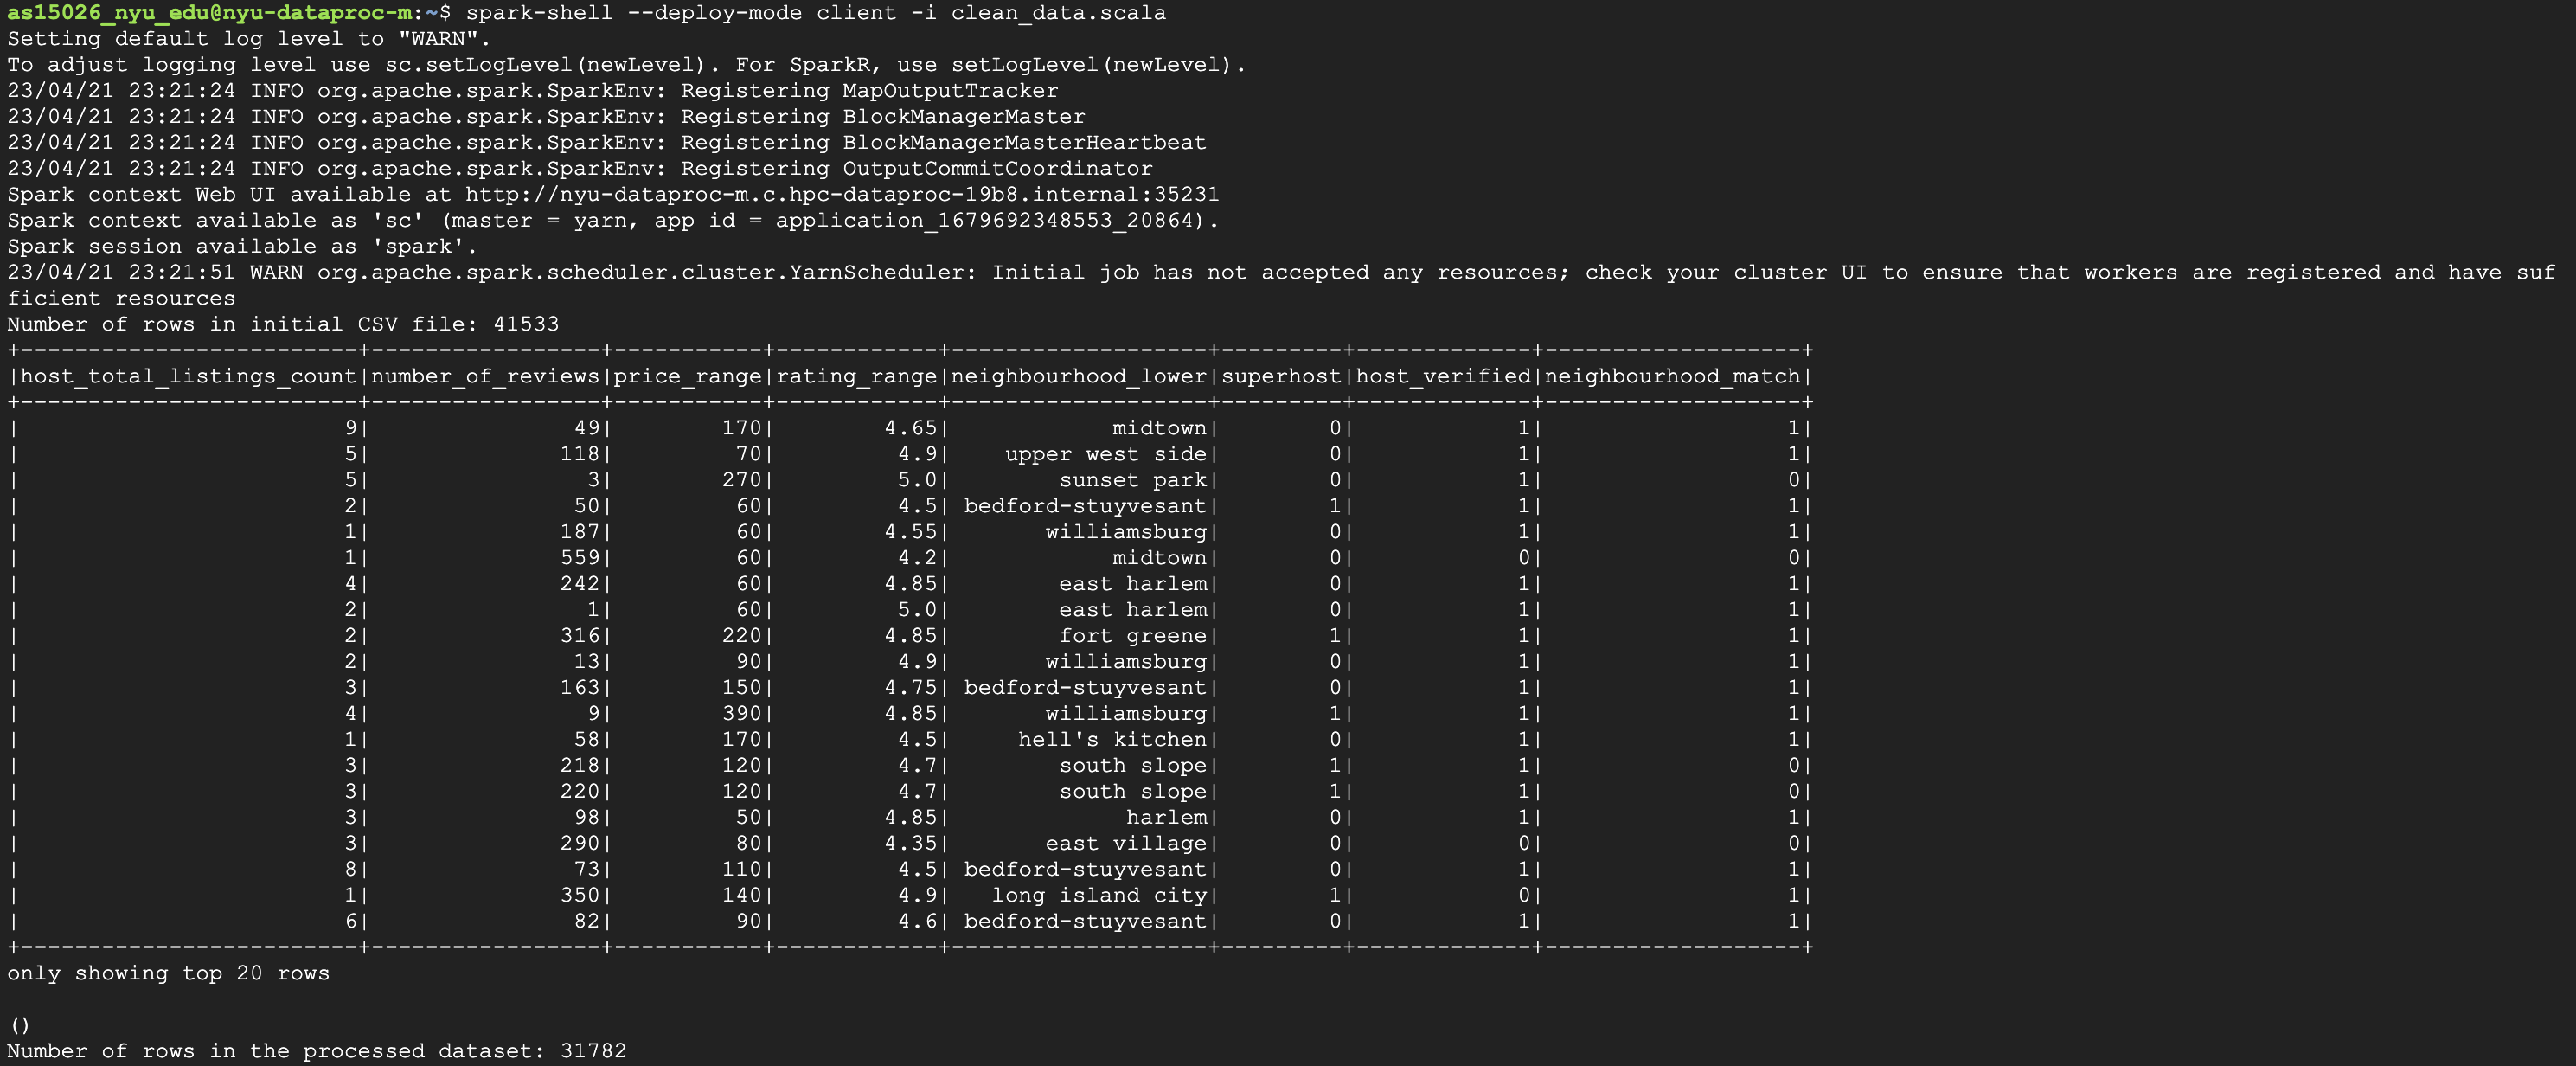 as15026_nyu_edu@nyu-dataproc-m:~$ spark-shell --deploy-mode client -i clean_data.scala
Setting default log level to "WARN".
To adjust logging level use sc.setLogLevel(newLevel). For SparkR, use setLogLevel(newLevel).
23/04/21 23:21:24 INFO org.apache.spark.SparkEnv: Registering MapOutputTracker
23/04/21 23:21:24 INFO org.apache.spark.SparkEnv: Registering BlockManagerMaster
23/04/21 23:21:24 INFO org.apache.spark.SparkEnv: Registering BlockManagerMasterHeartbeat
23/04/21 23:21:24 INFO org.apache.spark.SparkEnv: Registering OutputCommitCoordinator
Spark context Web UI available at http://nyu-dataproc-m.c.hpc-dataproc-19b8.internal:35231
Spark context available as 'sc' (master = yarn, app id = application_1679692348553_20864).
Spark session available as 'spark'.
23/04/21 23:21:51 WARN org.apache.spark.scheduler.cluster.YarnScheduler: Initial job has not accepted any resources; check your cluster UI to ensure that workers are registered and have suf
ficient resources
Number of rows in initial CSV file: 41533
+-------------------------+-----------------+-----------+------------+-------------------+---------+-------------+-------------------+
|host_total_listings_count|number_of_reviews|price_range|rating_range|neighbourhood_lower|superhost|host_verified|neighbourhood_match|
+-------------------------+-----------------+-----------+------------+-------------------+---------+-------------+-------------------+
|                        9|               49|        170|        4.65|            midtown|        0|            1|                  1|
|                        5|              118|         70|         4.9|    upper west side|        0|            1|                  1|
|                        5|                3|        270|         5.0|        sunset park|        0|            1|                  0|
|                        2|               50|         60|         4.5| bedford-stuyvesant|        1|            1|                  1|
|                        1|              187|         60|        4.55|       williamsburg|        0|            1|                  1|
|                        1|              559|         60|         4.2|            midtown|        0|            0|                  0|
|                        4|              242|         60|        4.85|        east harlem|        0|            1|                  1|
|                        2|                1|         60|         5.0|        east harlem|        0|            1|                  1|
|                        2|              316|        220|        4.85|        fort greene|        1|            1|                  1|
|                        2|               13|         90|         4.9|       williamsburg|        0|            1|                  1|
|                        3|              163|        150|        4.75| bedford-stuyvesant|        0|            1|                  1|
|                        4|                9|        390|        4.85|       williamsburg|        1|            1|                  1|
|                        1|               58|        170|         4.5|     hell's kitchen|        0|            1|                  1|
|                        3|              218|        120|         4.7|        south slope|        1|            1|                  0|
|                        3|              220|        120|         4.7|        south slope|        1|            1|                  0|
|                        3|               98|         50|        4.85|             harlem|        0|            1|                  1|
|                        3|              290|         80|        4.35|       east village|        0|            0|                  0|
|                        8|               73|        110|         4.5| bedford-stuyvesant|        0|            1|                  1|
|                        1|              350|        140|         4.9|   long island city|        1|            0|                  1|
|                        6|               82|         90|         4.6| bedford-stuyvesant|        0|            1|                  1|
+-------------------------+-----------------+-----------+------------+-------------------+---------+-------------+-------------------+
only showing top 20 rows
()
Number of rows in the processed dataset: 31782